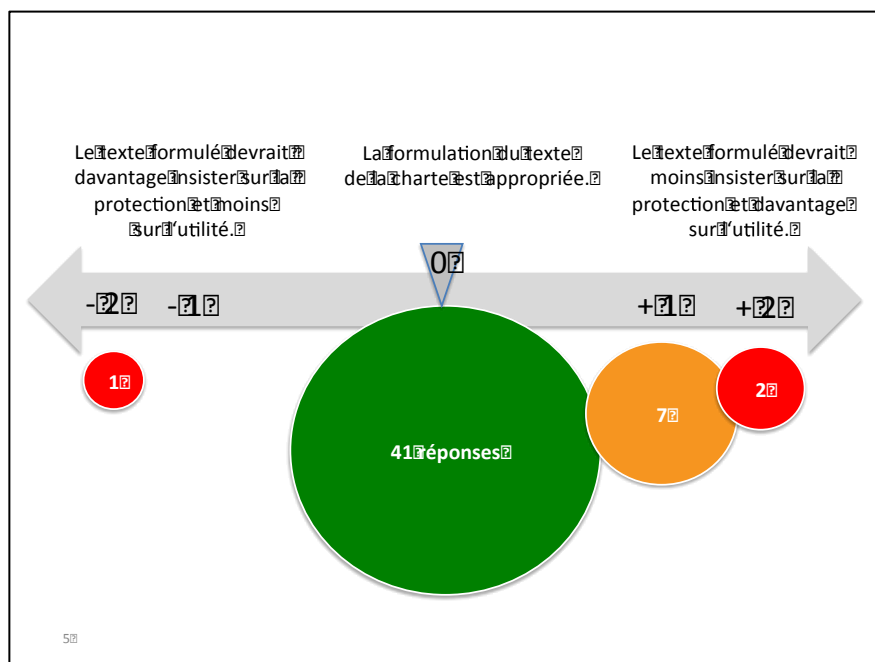 Le texte formulé devrait
davantage insister sur la
protection et moins
sur l‘utilité.
La formulation du texte
de la charte est appropriée.
Le texte formulé devrait
moins insister sur la
protection et davantage
sur l‘utilité.
0
- 2
- 1
+ 1
+ 2
1
41 réponses
7
2
5